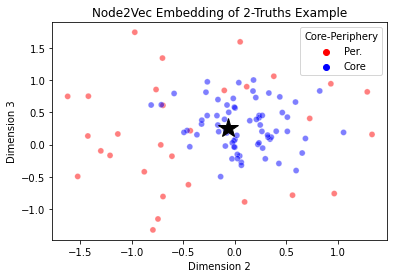 Node2Vec Embedding of 2-Truths Example
Core-Periphery
Per.
Core
Dimension 3
1.5
1.0
0.5
0.0
−0.5
−1.0
−1.5 −1.0 −0.5 0.0 0.5 1.0
Dimension 2